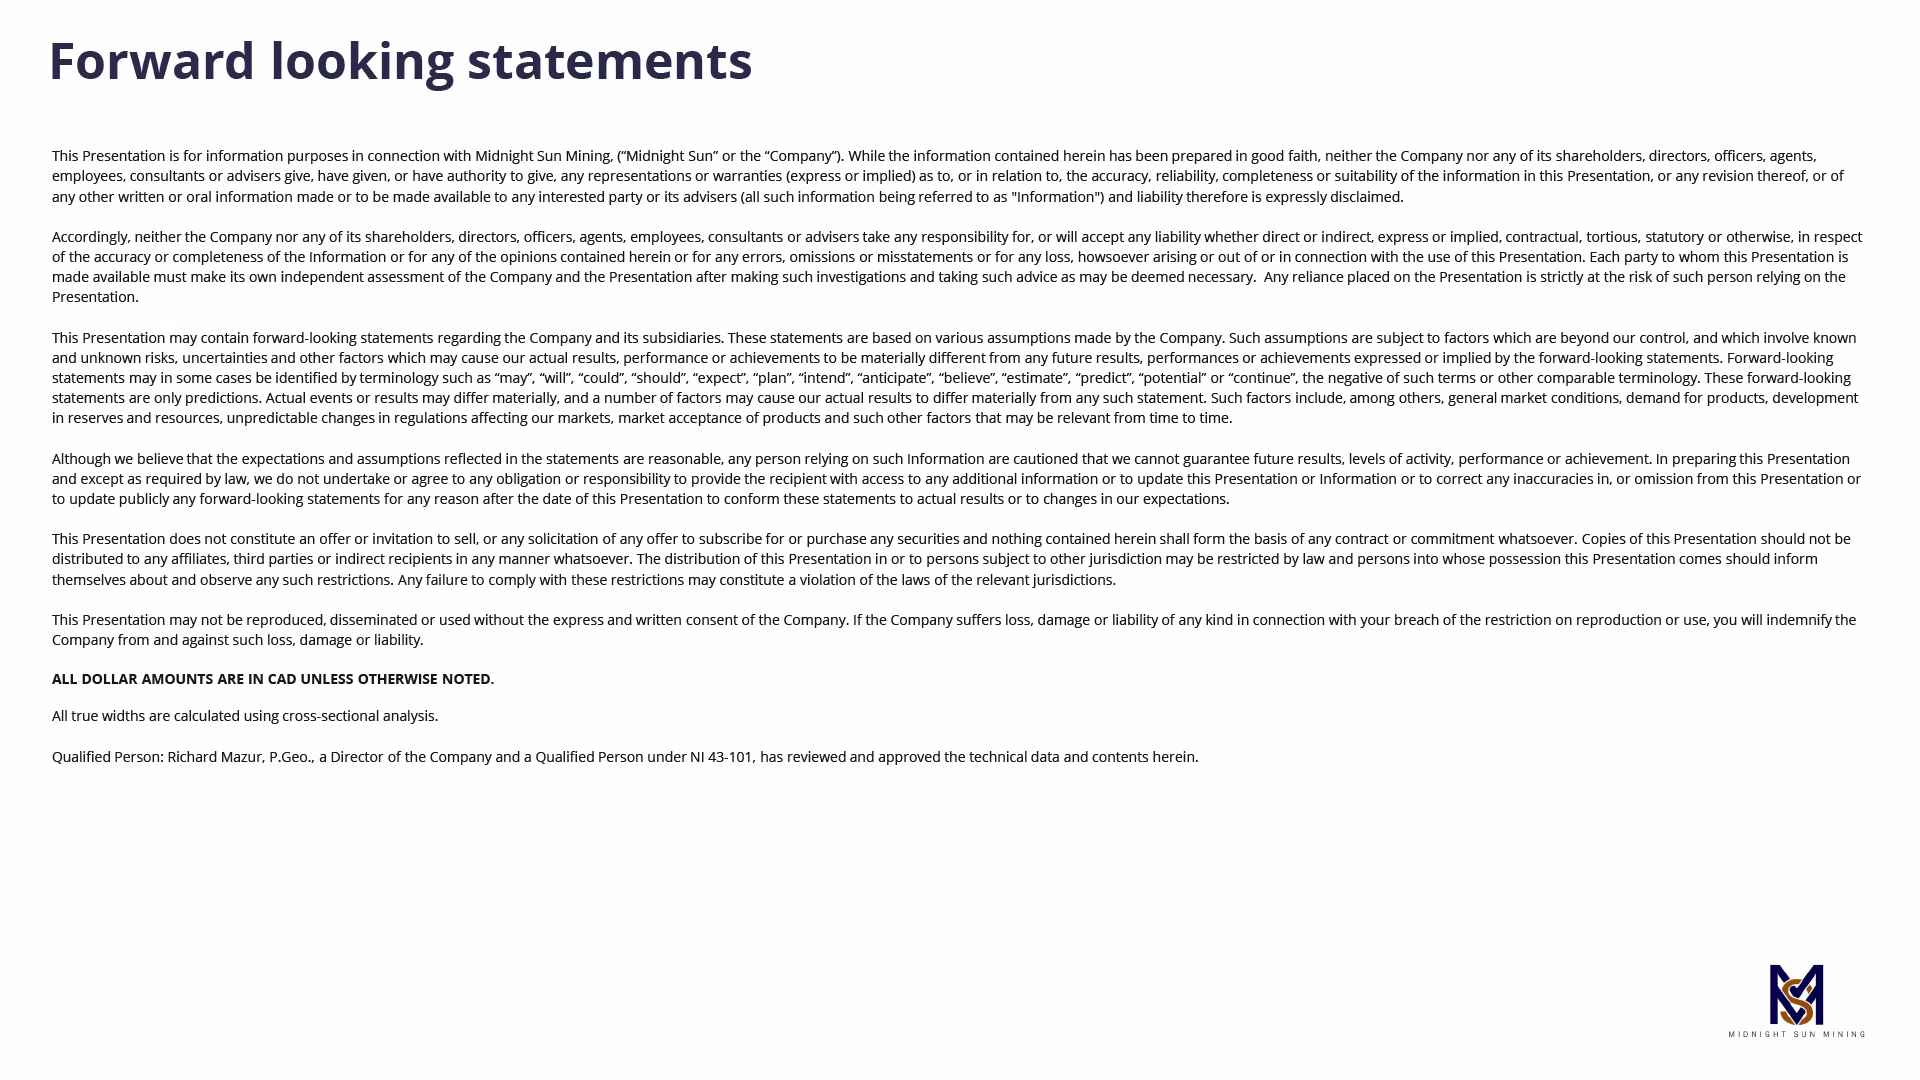 Forward looking statements
This Presentation is for information purposes in connection with Midnight Sun Mining, (“Midnight Sun” or the “Company”). While the information contained herein has been prepared in good faith, neither the Company nor any of its shareholders, directors, officers, agents,
employees, consultants or advisers give, have given, or have authority to give, any representations or warranties (express or implied) as to, or in relation to, the accuracy, reliability, completeness or suitability of the information in this Presentation, or any revision thereof, or of
any other written or oral information made or to be made available to any interested party or its advisers (all such information being referred to as "Information") and liability therefore is expressly disclaimed.
Accordingly, neither the Company nor any of its shareholders, directors, officers, agents, employees, consultants or advisers take any responsibility for, or will accept any liability whether direct or indirect, express or implied, contractual, tortious, statutory or otherwise, in respect
of the accuracy or completeness of the Information or for any of the opinions contained herein or for any errors, omissions or misstatements or for any loss, howsoever arising or out of or in connection with the use of this Presentation. Each party to whom this Presentation is
made available must make its own independent assessment of the Company and the Presentation after making such investigations and taking such advice as may be deemed necessary.  Any reliance placed on the Presentation is strictly at the risk of such person relying on the
Presentation.
This Presentation may contain forward-looking statements regarding the Company and its subsidiaries. These statements are based on various assumptions made by the Company. Such assumptions are subject to factors which are beyond our control, and which involve known
and unknown risks, uncertainties and other factors which may cause our actual results, performance or achievements to be materially different from any future results, performances or achievements expressed or implied by the forward-looking statements. Forward-looking
statements may in some cases be identified by terminology such as “may”, “will”, “could”, “should”, “expect”, “plan”, “intend”, “anticipate”, “believe”, “estimate”, “predict”, “potential” or “continue”, the negative of such terms or other comparable terminology. These forward-looking
statements are only predictions. Actual events or results may differ materially, and a number of factors may cause our actual results to differ materially from any such statement. Such factors include, among others, general market conditions, demand for products, development
in reserves and resources, unpredictable changes in regulations affecting our markets, market acceptance of products and such other factors that may be relevant from time to time.
Although we believe that the expectations and assumptions reflected in the statements are reasonable, any person relying on such Information are cautioned that we cannot guarantee future results, levels of activity, performance or achievement. In preparing this Presentation
and except as required by law, we do not undertake or agree to any obligation or responsibility to provide the recipient with access to any additional information or to update this Presentation or Information or to correct any inaccuracies in, or omission from this Presentation or
to update publicly any forward-looking statements for any reason after the date of this Presentation to conform these statements to actual results or to changes in our expectations.
This Presentation does not constitute an offer or invitation to sell, or any solicitation of any offer to subscribe for or purchase any securities and nothing contained herein shall form the basis of any contract or commitment whatsoever. Copies of this Presentation should not be
distributed to any affiliates, third parties or indirect recipients in any manner whatsoever. The distribution of this Presentation in or to persons subject to other jurisdiction may be restricted by law and persons into whose possession this Presentation comes should inform
themselves about and observe any such restrictions. Any failure to comply with these restrictions may constitute a violation of the laws of the relevant jurisdictions.
This Presentation may not be reproduced, disseminated or used without the express and written consent of the Company. If the Company suffers loss, damage or liability of any kind in connection with your breach of the restriction on reproduction or use, you will indemnify the
Company from and against such loss, damage or liability.
ALL DOLLAR AMOUNTS ARE IN CAD UNLESS OTHERWISE NOTED.
All true widths are calculated using cross-sectional analysis.
Qualified Person: Richard Mazur, P.Geo., a Director of the Company and a Qualified Person under NI 43-101, has reviewed and approved the technical data and contents herein.
MS
MIDNIGHT SUN MINING